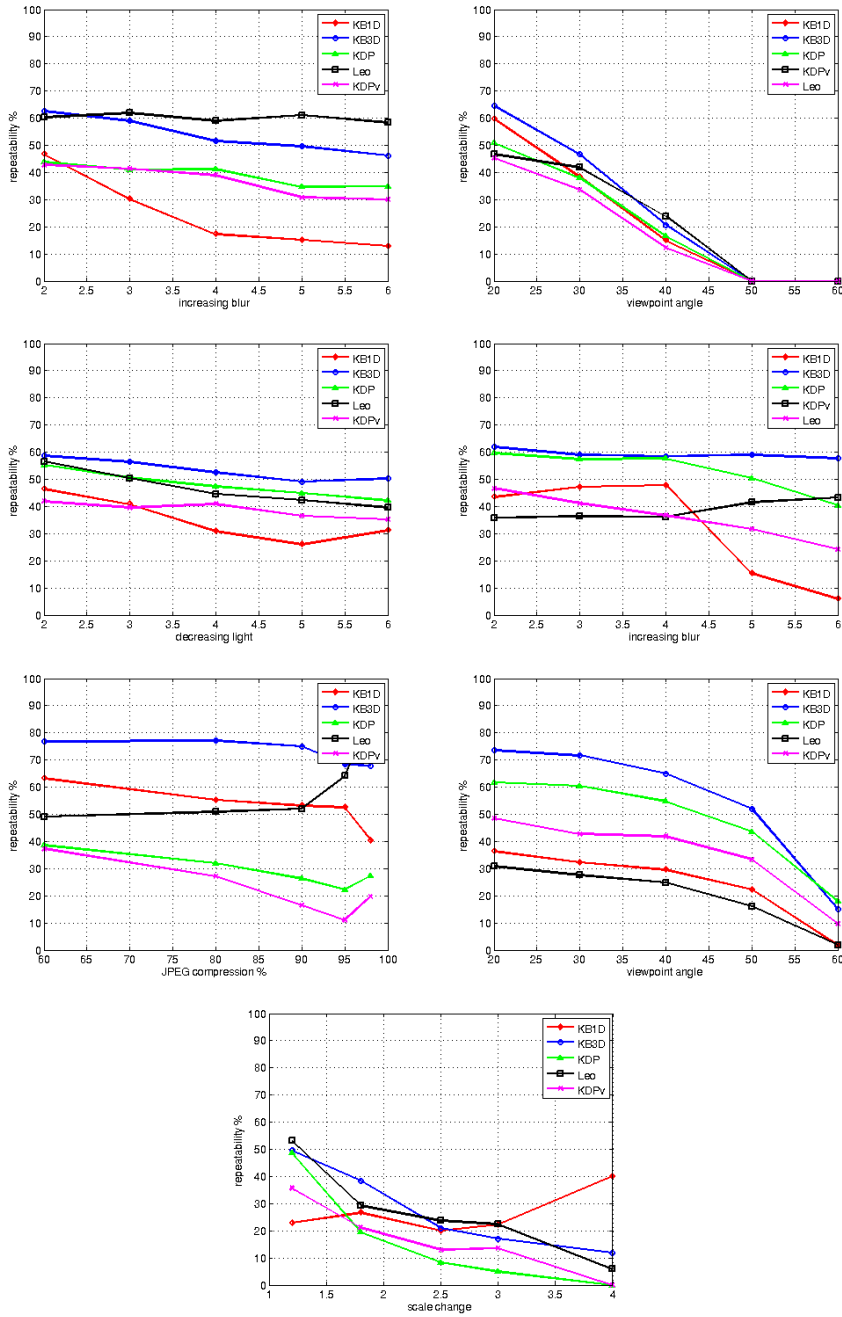 100
90
80
70
60
50
40
30
20
10
0
repeatability %
KB1D
KB3D
KDP
Leo
KDPv
2 2.5 3 3.5 4 4.5 5 5.5 6
increasing blur
100
90
80
70
60
50
40
30
20
10
0
repeatability %
KB1D
KB3D
KDP
KDPv
Leo
20 25 30 35 40 45 50 55 60
viewpoint angle
100
90
80
70
60
50
40
30
20
10
0
repeatability %
KB1D
KB3D
KDP
Leo
KDPv
2 2.5 3 3.5 4 4.5 5 5.5 6
decreasing light
100
90
80
70
60
50
40
30
20
10
0
repeatability %
KB1D
KB3D
KDP
KDPv
Leo
2 2.5 3 3.5 4 4.5 5 5.5 6
increasing blur
100
90
80
70
60
50
40
30
20
10
0
repeatability %
KB1D
KB3D
KDP
Leo
KDPv
60 65 70 75 80 85 90 95 100
JPEG compression %
100
90
80
70
60
50
40
30
20
10
0
repeatability %
KB1D
KB3D
KDP
Leo
KDPv
20 25 30 35 40 45 50 55 60
viewpoint angle
100
90
80
70
60
50
40
30
20
10
0
repeatability %
KB1D
KB3D
KDP
Leo
KDPv
1 1.5 2 2.5 3 3.5 4
scale change